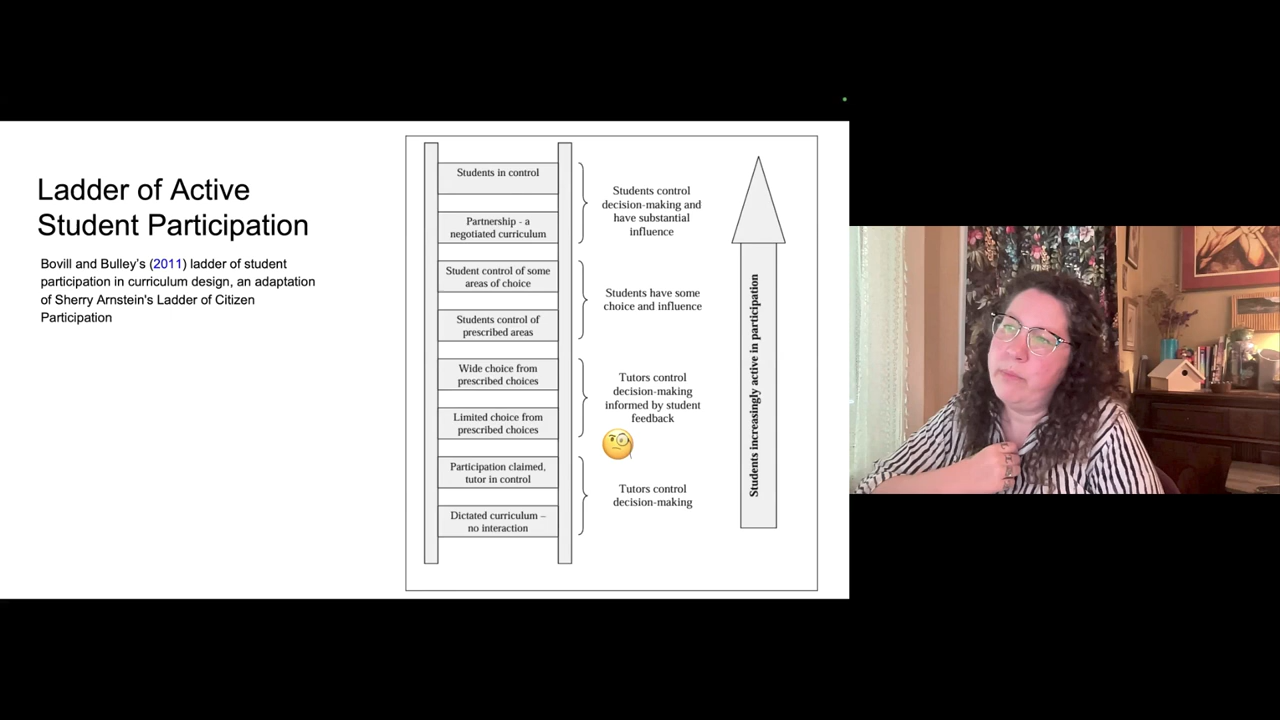 Ladder of Active
Student Participation
Bovill and Bulley's (2011) ladder of student
participation in curriculum design, an adaptation
of Sherry Arnstein's Ladder of Citizen
Participation
Students in control
Partnership - a
negotiated curriculum
Student control of some
areas of choice
Students control of
prescribed areas
Wide choice from
prescribed choices
Limited choice from
prescribed choices
Participation claimed,
tutor in control
Dictated curriculum –
no interaction
Students control
decision-making and
have substantial
influence
Students have some
choice and influence
Tutors control
decision-making
informed by student
feedback
Tutors control
decision-making
Students increasingly active in participation